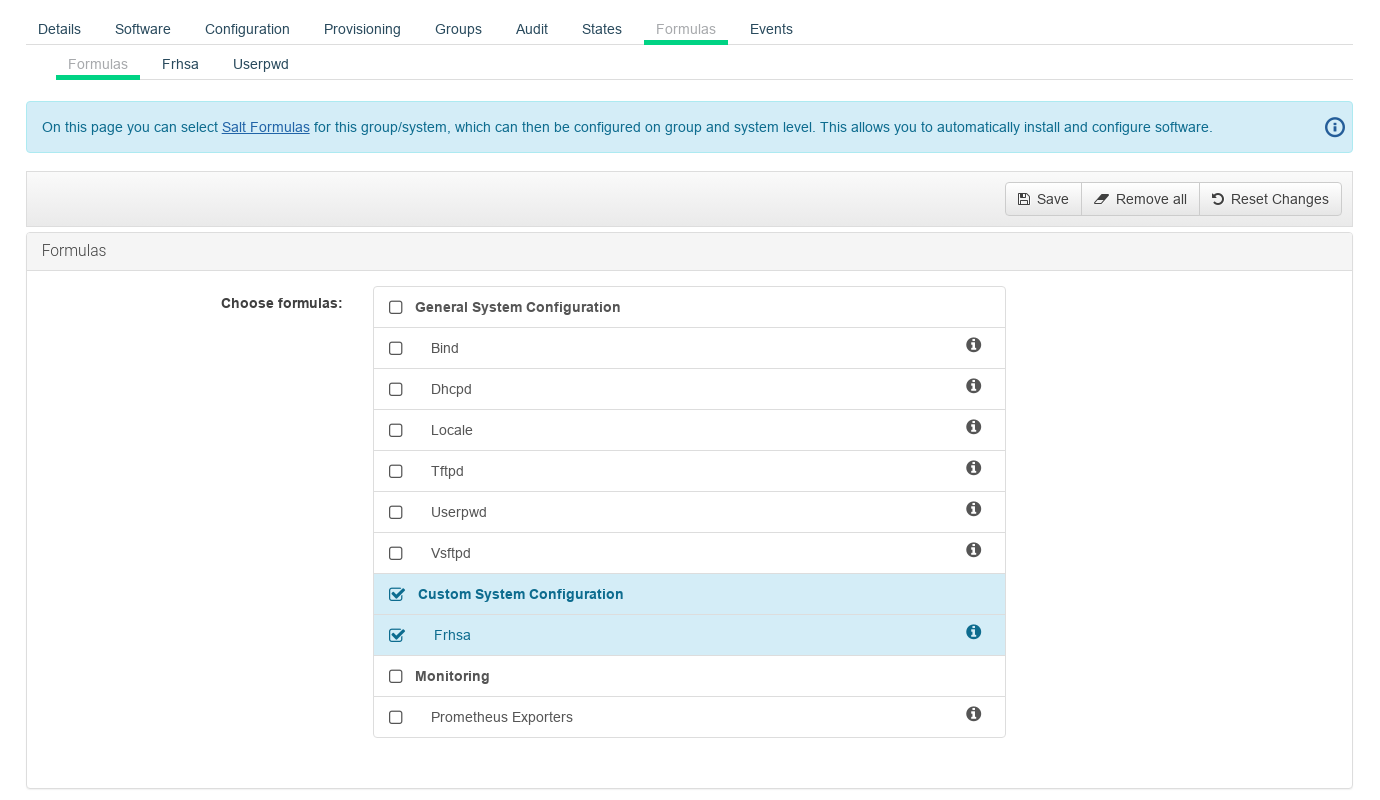 Details Software Configuration Provisioning Groups Audit States Formulas Events
Formulas Frhsa Userpwd
On this page you can select Salt Formulas for this group/system, which can then be configured on group and system level. This allows you to automatically install and configure software.
Save Remove all Reset Changes
Formulas
Choose formulas:
General System Configuration
Bind
Dhcpd
Locale
Tftpd
Userpwd
Vsftpd
Custom System Configuration
Frhsa
Monitoring
Prometheus Exporters